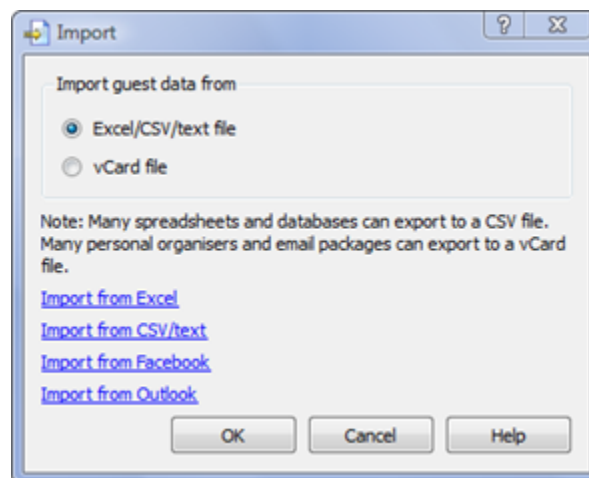 Import
Import guest data from
Excel/CSV/text file
vCard file
Note: Many spreadsheets and databases can export to a CSV file.
Many personal organisers and email packages can export to a vCard
file.
Import from Excel
Import from CSV/text
Import from Facebook
Import from Outlook
OK Cancel Help